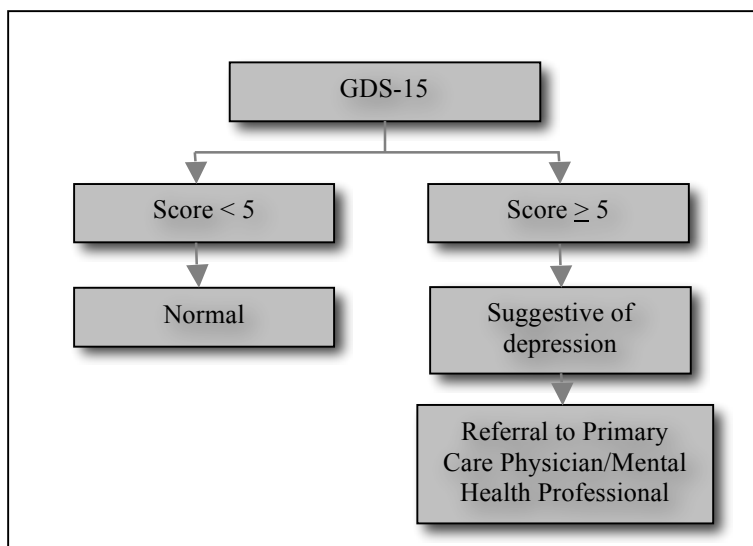 GDS-15
Score < 5
Score ≥ 5
Normal
Suggestive of
depression
Referral to Primary
Care Physician/Mental
Health Professional